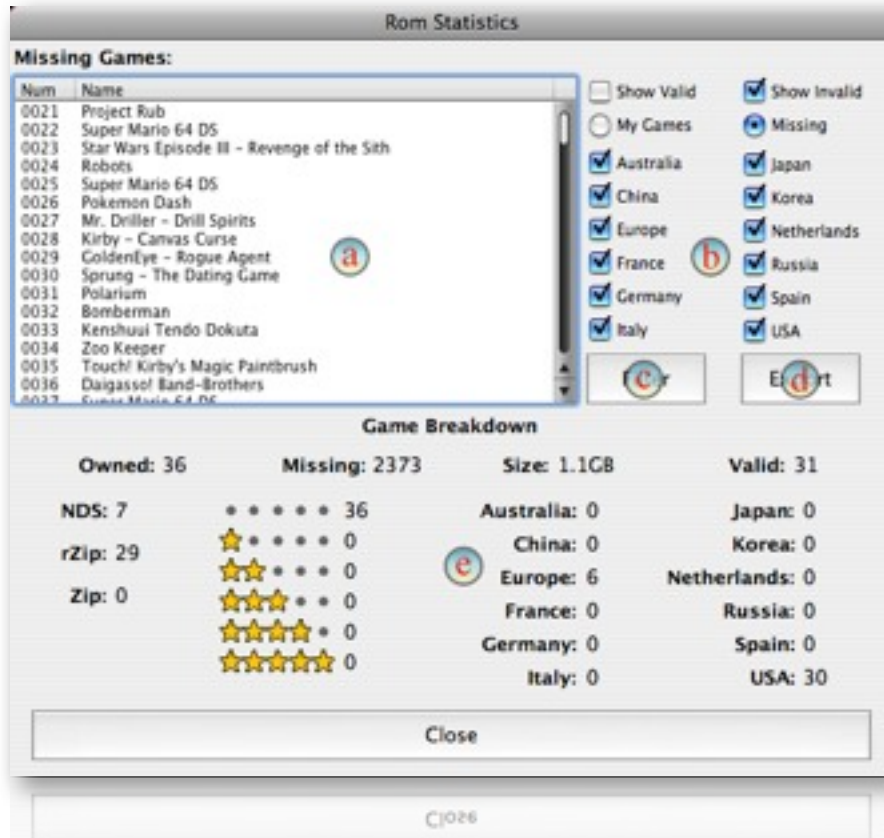 Rom Statistics
Missing Games:
Num Name
0021 Project Rub
0022 Super Mario 64 DS
0023 Star Wars Episode III - Revenge of the Sith
0024 Robots
0025 Super Mario 64 DS
0026 Pokemon Dash
0027 Mr. Driller - Drill Spirits
0028 Kirby - Canvas Curse
0029 GoldenEye - Rogue Agent
0030 Sprung - The Dating Game
0031 Polarium
0032 Bomberman
0033 Kenshuui Tendo Dokuta
0034 Zoo Keeper
0035 Touch! Kirby's Magic Paintbrush
0036 Daigasso! Band-Brothers
0037 Super Mario 64 DS
a
Show Valid Show Invalid
My Games Missing
Australia Japan
China Korea
Europe Netherlands
b
France Russia
Germany Spain
Italy USA
c
d
Game Breakdown
Owned: 36 Missing: 2373 Size: 1.1GB Valid: 31
NDS: 7 36 Australia: 0 Japan: 0
rZip: 29 0 China: 0 Korea: 0
e
Zip: 0 0 Europe: 6 Netherlands: 0
0 France: 0 Russia: 0
0 Germany: 0 Spain: 0
0 Italy: 0 USA: 30
Close
Close